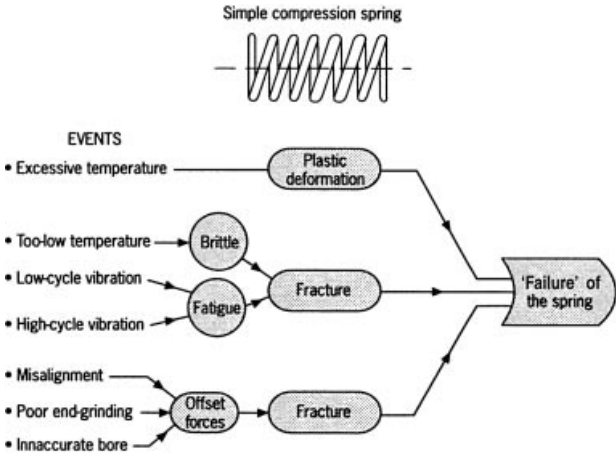 Simple compression spring
EVENTS
• Excessive temperature
Plastic
deformation
• Too-low temperature
Brittle
• Low-cycle vibration
Fatigue
• High-cycle vibration
Fracture
'Failure' of
the spring
• Misalignment
• Poor end-grinding
• Innaccurate bore
Offset
forces
Fracture